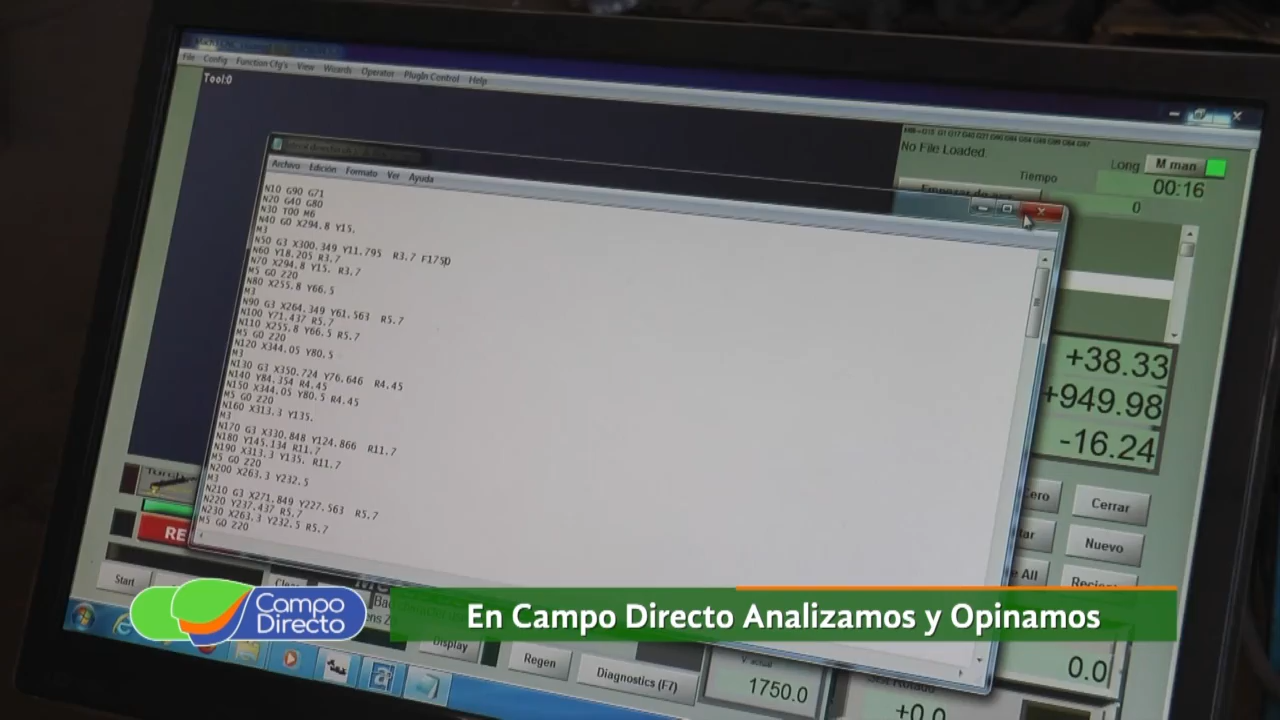 File Config Function Cfg's View Wizards Operator PlugIn Control Help
Tool:0
No File Loaded.
Tiempo
Long
M man
00:16
0
Archivo Edición Formato Ver Ayuda
N10 G90 G71
N20 G40 G80
N30 T00 M6
N40 G0 X294.8 Y15.
M3
N50 G3 X300.349 Y11.795 R3.7 F1750
N60 Y18.205 R3.7
N70 X294.8 Y15. R3.7
M5 G0 Z20
N80 X255.8 Y66.5
M3
N90 G3 X264.349 Y61.563 R5.7
N100 Y71.437 R5.7
N110 X255.8 Y66.5 R5.7
M5 G0 Z20
N120 X344.05 Y80.5
M3
N130 G3 X350.724 Y76.646 R4.45
N140 Y84.354 R4.45
N150 X344.05 Y80.5 R4.45
M5 G0 Z20
N160 X313.3 Y135.
M3
N170 G3 X330.848 Y124.866 R11.7
N180 Y145.134 R11.7
N190 X313.3 Y135. R11.7
M5 G0 Z20
N200 X263.3 Y232.5
M3
N210 G3 X271.849 Y227.563 R5.7
N220 Y237.437 R5.7
N230 X263.3 Y232.5 R5.7
M5 G0 Z20
+38.33
+949.98
-16.24
Cerrar
Nuevo
Start
Display
Regen
Diagnostics (F7)
1750.0
0.0
+0.0
Campo
Directo
En Campo Directo Analizamos y Opinamos